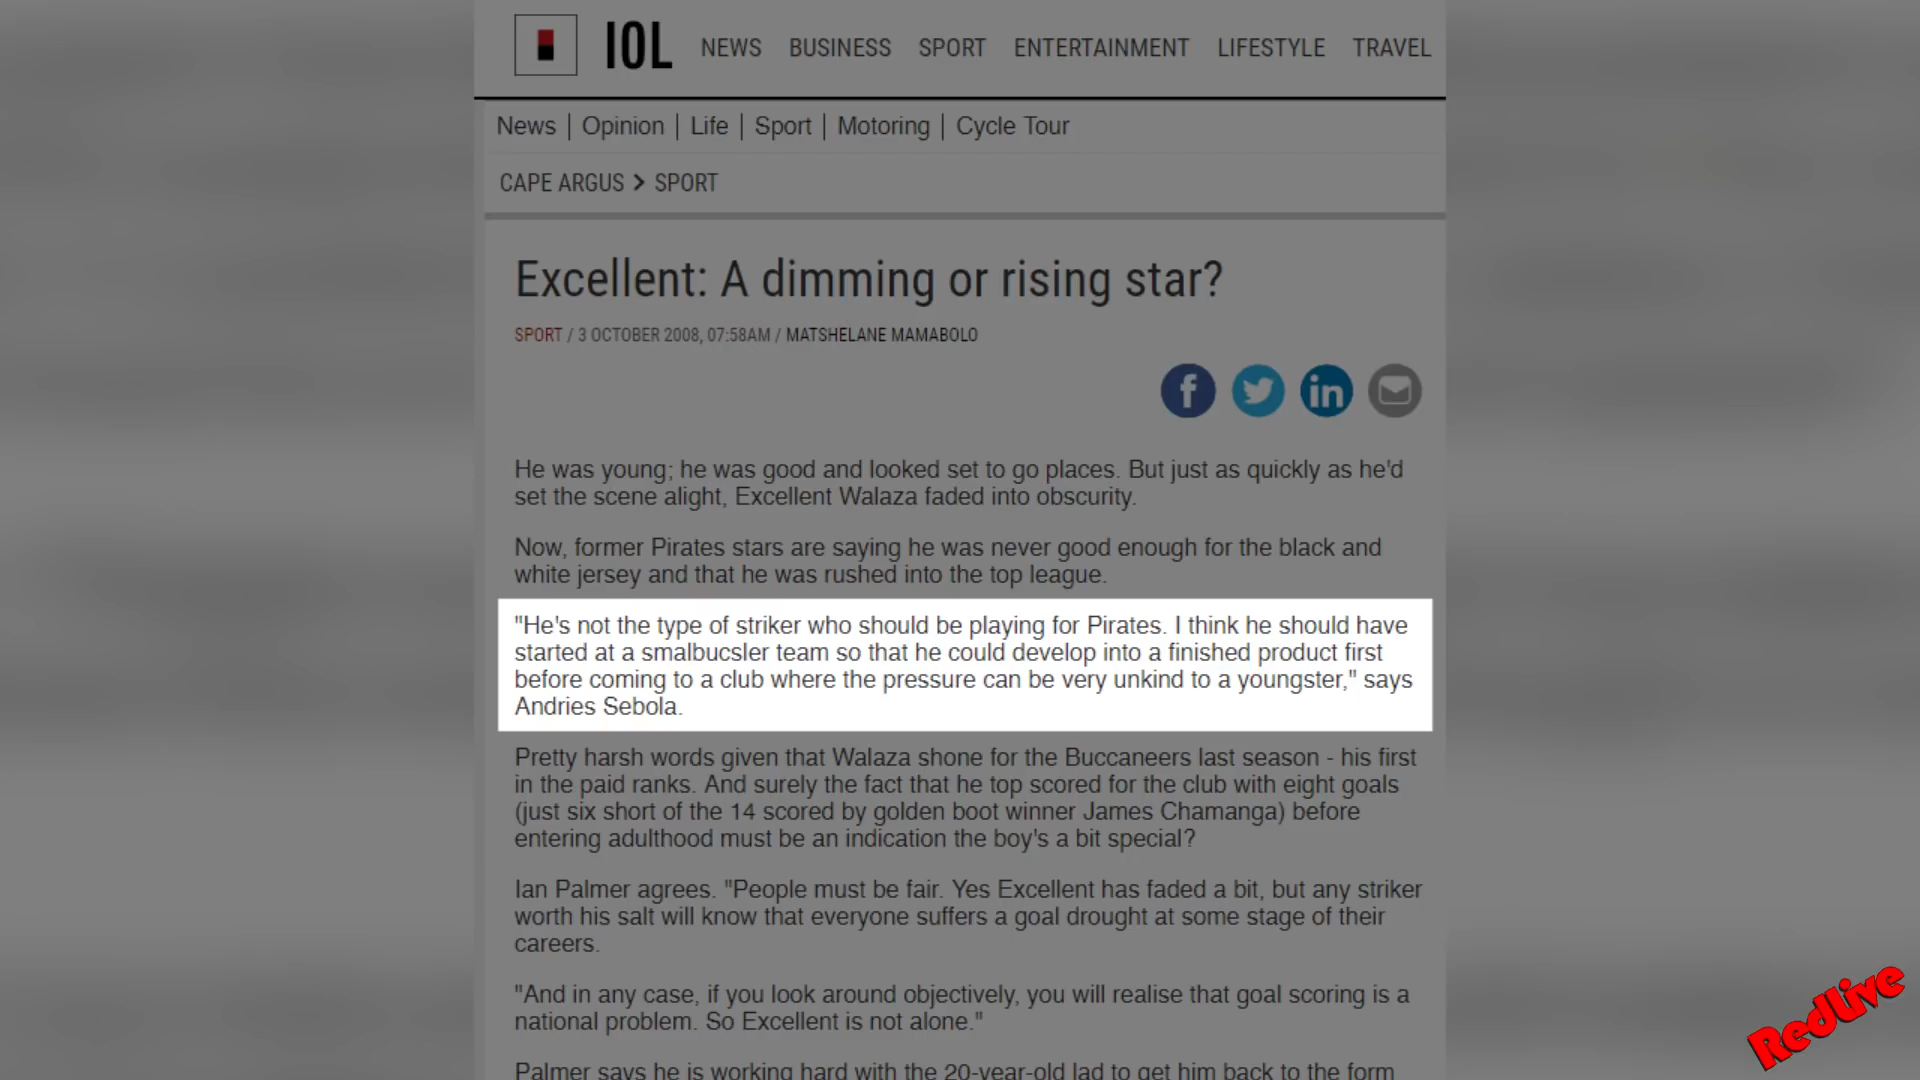 IOL NEWS BUSINESS SPORT ENTERTAINMENT LIFESTYLE TRAVEL
News | Opinion | Life | Sport | Motoring | Cycle Tour
CAPE ARGUS > SPORT
Excellent: A dimming or rising star?
SPORT / 3 OCTOBER 2008, 07:58AM / MATSHELANE MAMABOLO
f in
He was young; he was good and looked set to go places. But just as quickly as he'd
set the scene alight, Excellent Walaza faded into obscurity.
Now, former Pirates stars are saying he was never good enough for the black and
white jersey and that he was rushed into the top league.
"He's not the type of striker who should be playing for Pirates. I think he should have
started at a smalbucsler team so that he could develop into a finished product first
before coming to a club where the pressure can be very unkind to a youngster," says
Andries Sebola.
Pretty harsh words given that Walaza shone for the Buccaneers last season - his first
in the paid ranks. And surely the fact that he top scored for the club with eight goals
(just six short of the 14 scored by golden boot winner James Chamanga) before
entering adulthood must be an indication the boy's a bit special?
Ian Palmer agrees. "People must be fair. Yes Excellent has faded a bit, but any striker
worth his salt will know that everyone suffers a goal drought at some stage of their
careers.
"And in any case, if you look around objectively, you will realise that goal scoring is a
national problem. So Excellent is not alone."
Palmer says he is working hard with the 20-year-old lad to get him back to the form
RedLive